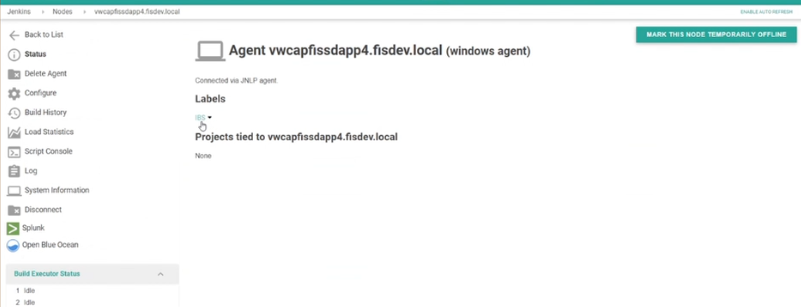 Jenkins › Nodes › vwcapfissdapp4.fisdev.local
ENABLE AUTO REFRESH
Back to List
Status
Delete Agent
Configure
Build History
Load Statistics
Script Console
Log
System Information
Disconnect
Splunk
Open Blue Ocean
Build Executor Status
1 Idle
2 Idle
MARK THIS NODE TEMPORARILY OFFLINE
Agent vwcapfissdapp4.fisdev.local (windows agent)
Connected via JNLP agent.
Labels
Projects tied to vwcapfissdapp4.fisdev.local
None